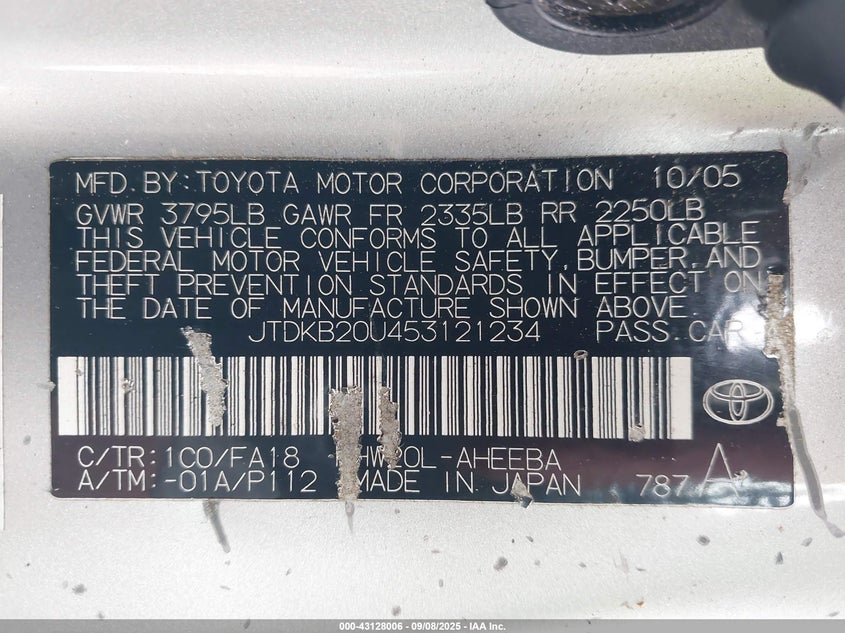 MFD. BY: TOYOTA MOTOR CORPORATION 10/05
GVWR 3795LB GAWR FR 2335LB RR 2250LB
THIS VEHICLE CONFORMS TO ALL APPLICABLE
FEDERAL MOTOR VEHICLE SAFETY, BUMPER, AND
THEFT PREVENTION STANDARDS IN EFFECT ON
THE DATE OF MANUFACTURE SHOWN ABOVE.
JTDKB20U453121234 PASS. CAR
C/TR: 1C0/FA18
A/TM: -01A/P112 MADE IN JAPAN 787 A
000-43128006 - 09/08/2025 - IAA Inc.